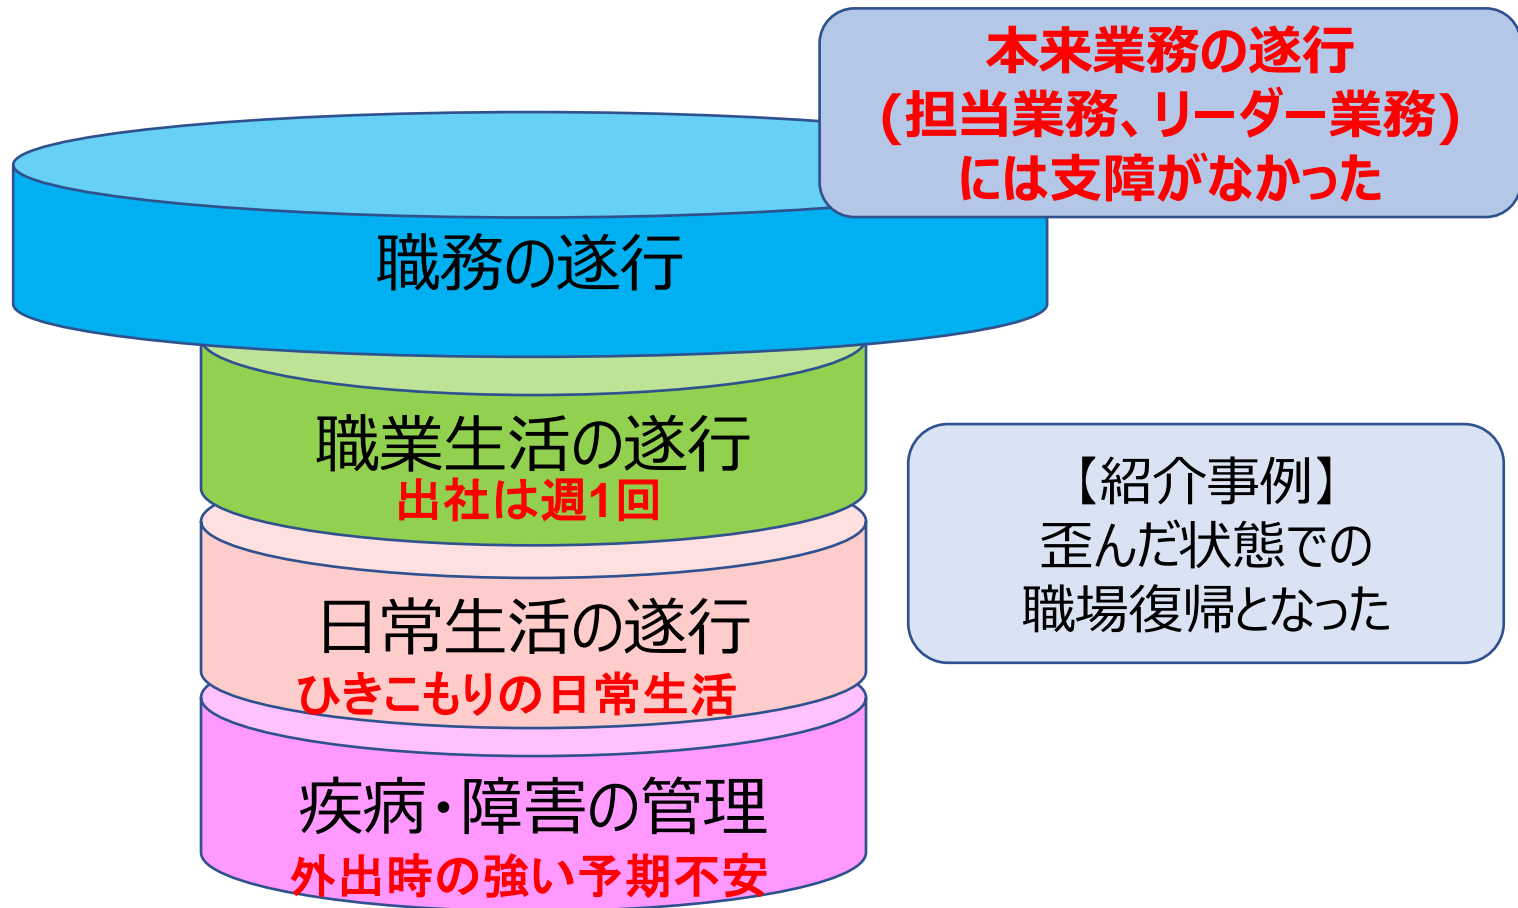 本来業務の遂行
(担当業務、リーダー業務)
には支障がなかった
職務の遂行
職業生活の遂行
出社は週1回
日常生活の遂行
ひきこもりの日常生活
疾病・障害の管理
外出時の強い予期不安
【紹介事例】
歪んだ状態での
職場復帰となった